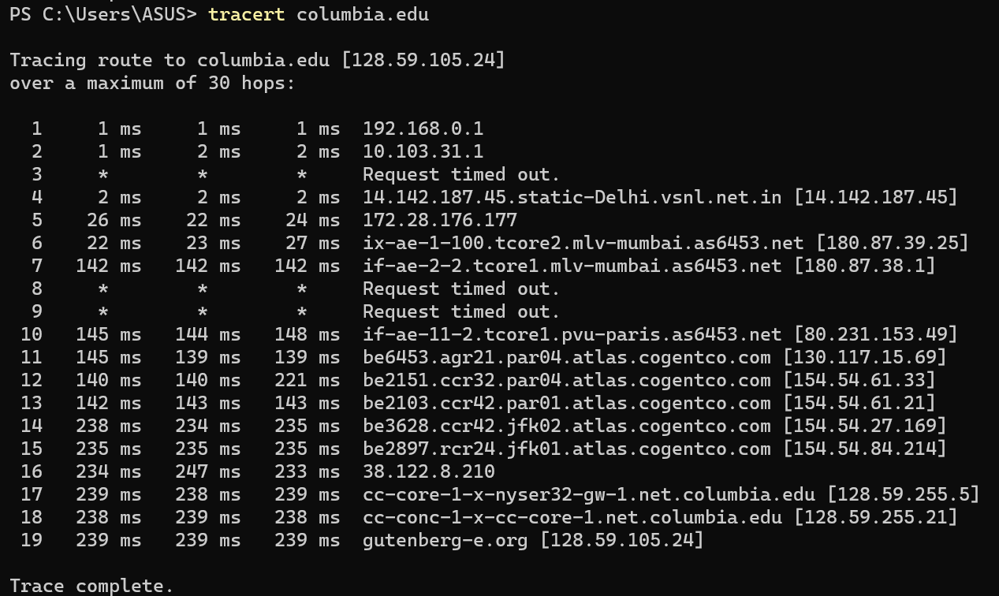 PS C:\Users\ASUS> tracert columbia.edu
Tracing route to columbia.edu [128.59.105.24]
over a maximum of 30 hops:
1 1 ms 1 ms 1 ms 192.168.0.1
2 1 ms 2 ms 2 ms 10.103.31.1
3 * * * Request timed out.
4 2 ms 2 ms 2 ms 14.142.187.45.static-Delhi.vsnl.net.in [14.142.187.45]
5 26 ms 22 ms 24 ms 172.28.176.177
6 22 ms 23 ms 27 ms ix-ae-1-100.tcore2.mlv-mumbai.as6453.net [180.87.39.25]
7 142 ms 142 ms 142 ms if-ae-2-2.tcore1.mlv-mumbai.as6453.net [180.87.38.1]
8 * * * Request timed out.
9 * * * Request timed out.
10 145 ms 144 ms 148 ms if-ae-11-2.tcore1.pvu-paris.as6453.net [80.231.153.49]
11 145 ms 139 ms 139 ms be6453.agr21.par04.atlas.cogentco.com [130.117.15.69]
12 140 ms 140 ms 221 ms be2151.ccr32.par04.atlas.cogentco.com [154.54.61.33]
13 142 ms 143 ms 143 ms be2103.ccr42.par01.atlas.cogentco.com [154.54.61.21]
14 238 ms 234 ms 235 ms be3628.ccr42.jfk02.atlas.cogentco.com [154.54.27.169]
15 235 ms 235 ms 235 ms be2897.rcr24.jfk01.atlas.cogentco.com [154.54.84.214]
16 234 ms 247 ms 233 ms 38.122.8.210
17 239 ms 238 ms 239 ms cc-core-1-x-nyser32-gw-1.net.columbia.edu [128.59.255.5]
18 238 ms 239 ms 238 ms cc-conc-1-x-cc-core-1.net.columbia.edu [128.59.255.21]
19 239 ms 239 ms 239 ms gutenberg-e.org [128.59.105.24]
Trace complete.